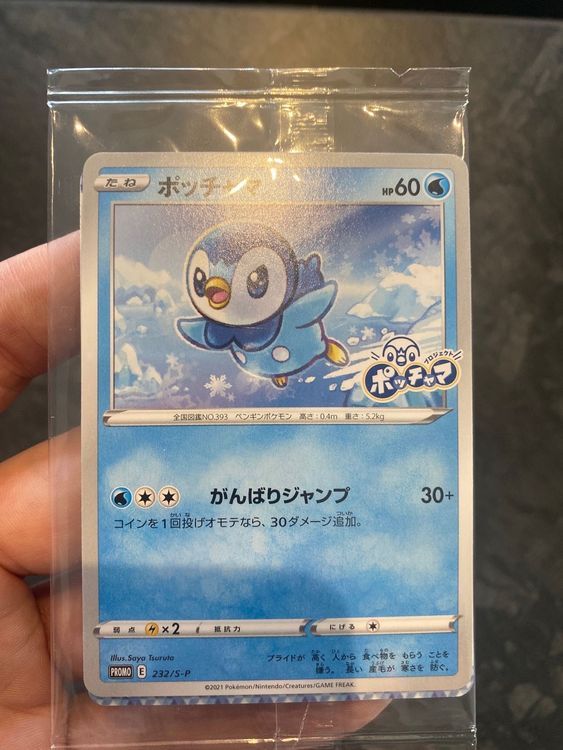 たね ポッチャマ HP60
プロジェクト
ポッチャマ
全国図鑑NO.393 ペンギンポケモン 高さ:0.4m 重さ:5.2kg
がんばりジャンプ 30+
コインを1回投げオモテなら、30ダメージ追加。
弱点 ×2 抵抗力 にげる
Illus.Saya Tsuruta
プライドが 高く 人から 食べ物を もらう ことを
嫌う。長い 産毛が 寒さを 防ぐ。
PROMO E 232/S-P
©2021 Pokémon/Nintendo/Creatures/GAME FREAK.